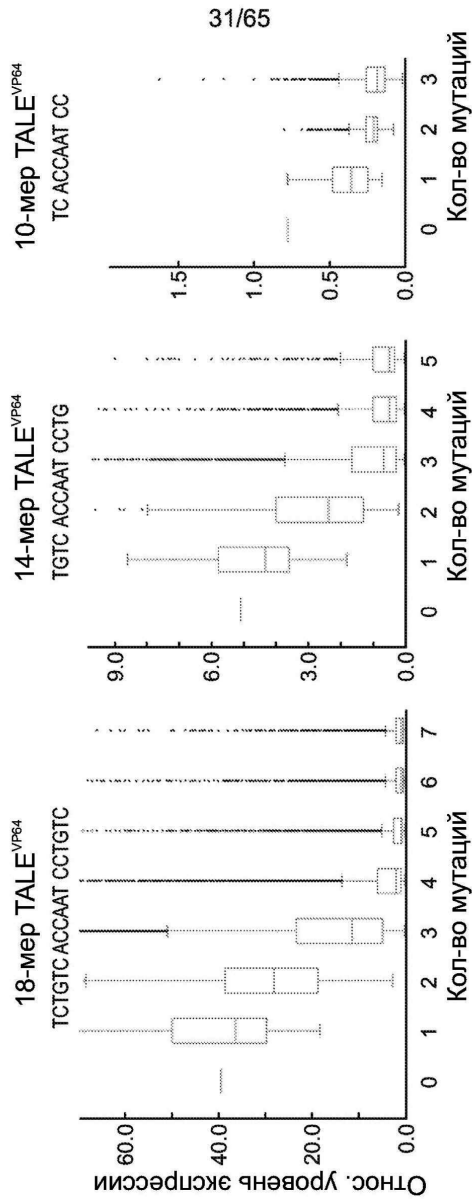 31/65
18-мер TALE^VP64
TCTGTC ACCAAT CCTGTC
Относ. уровень экспрессии
60.0
40.0
20.0
0.0
0 1 2 3 4 5 6 7
Кол-во мутаций
14-мер TALE^VP64
TGTC ACCAAT CCTG
9.0
6.0
3.0
0.0
0 1 2 3 4 5
Кол-во мутаций
10-мер TALE^VP64
TC ACCAAT CC
1.5
1.0
0.5
0.0
0 1 2 3
Кол-во мутаций